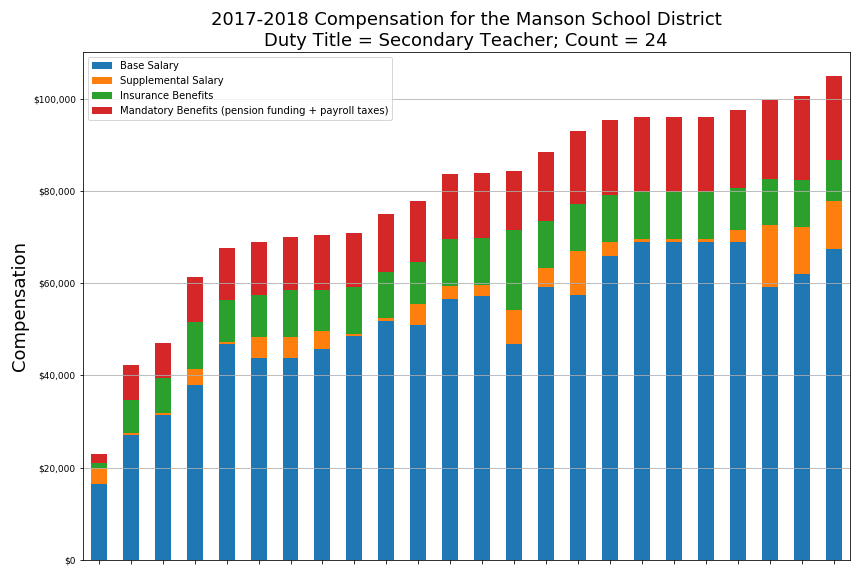 2017-2018 Compensation for the Manson School District
Duty Title = Secondary Teacher; Count = 24
Base Salary
Supplemental Salary
Insurance Benefits
Mandatory Benefits (pension funding + payroll taxes)
$100,000
$80,000
$60,000
$40,000
$20,000
$0
Compensation